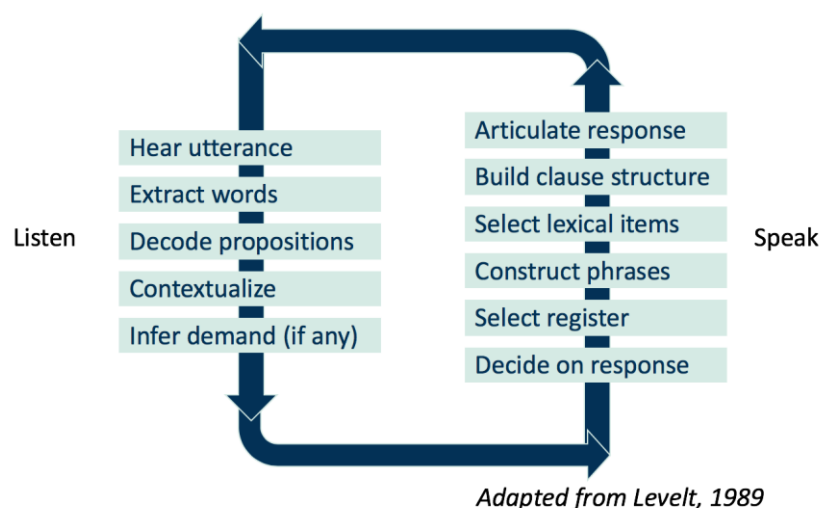 Listen
Hear utterance
Extract words
Decode propositions
Contextualize
Infer demand (if any)
Articulate response
Build clause structure
Select lexical items
Construct phrases
Select register
Decide on response
Speak
Adapted from Levelt, 1989